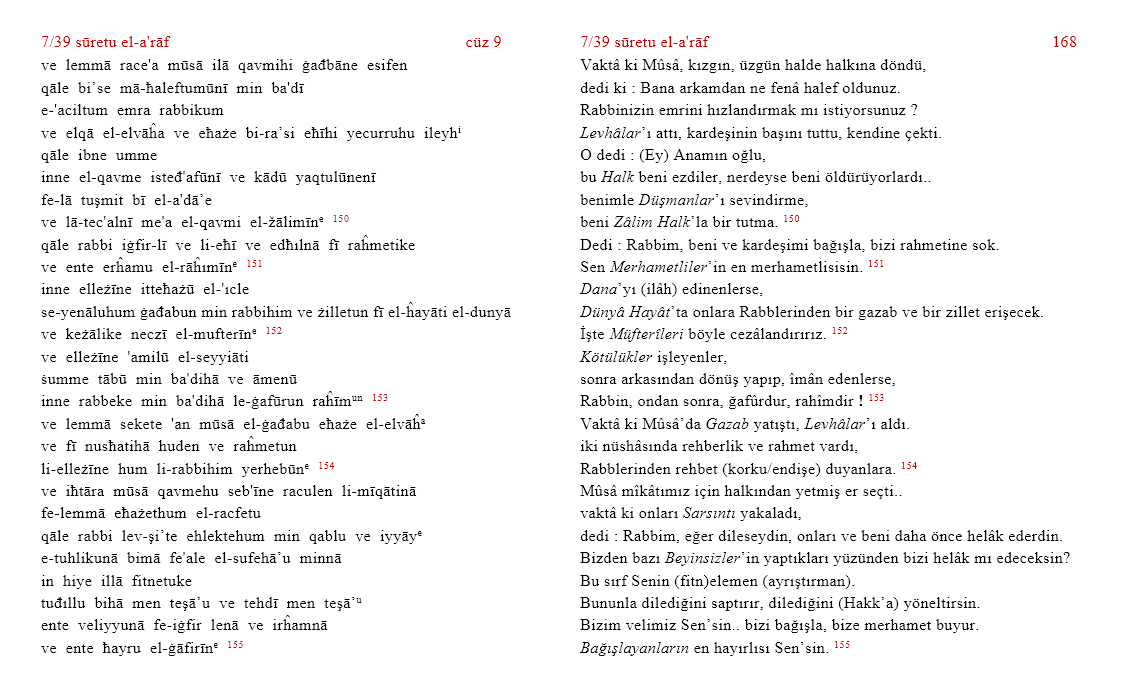 7/39 sūretu el-a'rāf cüz 9
ve lemmā race'a mūsā ilā qavmihi ġađbāne esifen
qāle bi’se mā-ħaleftumūnī min ba'dī
e-'aciltum emra rabbikum
ve elqā el-elvāĥa ve eħaże bi-ra’si eħīhi yecurruhu ileyhⁱ
qāle ibne umme
inne el-qavme isteđ'afūnī ve kādū yaqtulūnenī
fe-lā tuşmit bī el-a'dā’e
ve lā-tec'alnī me'a el-qavmi el-žālimīnᵉ 150
qāle rabbi iġfir-lī ve li-eħī ve edħılnā fī raĥmetike
ve ente erĥamu el-rāĥımīnᵉ 151
inne elleżīne itteħażū el-'ıcle
se-yenāluhum ġađabun min rabbihim ve żilletun fī el-ĥayāti el-dunyā
ve keżālike neczī el-mufterīnᵉ 152
ve elleżīne 'amilū el-seyyiāti
ŝumme tābū min ba'dihā ve āmenū
inne rabbeke min ba'dihā le-ġafūrun raĥīmᵘⁿ 153
ve lemmā sekete 'an mūsā el-ġađabu eħaże el-elvāĥᵃ
ve fī nusħatihā huden ve raĥmetun
li-elleżīne hum li-rabbihim yerhebūnᵉ 154
ve iħtāra mūsā qavmehu seb'īne raculen li-mīqātinā
fe-lemmā eħażethum el-racfetu
qāle rabbi lev-şi’te ehlektehum min qablu ve iyyāyᵉ
e-tuhlikunā bimā fe'ale el-sufehā’u minnā
in hiye illā fitnetuke
tuđıllu bihā men teşā’u ve tehdī men teşā’ᵘ
ente veliyyunā fe-iġfir lenā ve irĥamnā
ve ente ħayru el-ġāfirīnᵉ 155
7/39 sūretu el-a'rāf 168
Vaktâ ki Mûsâ, kızgın, üzgün halde halkına döndü,
dedi ki : Bana arkamdan ne fenâ halef oldunuz.
Rabbinizin emrini hızlandırmak mı istiyorsunuz ?
Levhâlar’ı attı, kardeşinin başını tuttu, kendine çekti.
O dedi : (Ey) Anamın oğlu,
bu Halk beni ezdiler, nerdeyse beni öldürüyorlardı..
benimle Düşmanlar’ı sevindirme,
beni Zâlim Halk’la bir tutma. 150
Dedi : Rabbim, beni ve kardeşimi bağışla, bizi rahmetine sok.
Sen Merhametliler’in en merhametlisisin. 151
Dana’yı (ilâh) edinenlerse,
Dünyâ Hayât’ta onlara Rabblerinden bir gazab ve bir zillet erişecek.
İşte Müfterîleri böyle cezâlandırırız. 152
Kötülükler işleyenler,
sonra arkasından dönüş yapıp, îmân edenlerse,
Rabbin, ondan sonra, ğafûrdur, rahîmdir ! 153
Vaktâ ki Mûsâ’da Gazab yatıştı, Levhâlar’ı aldı.
iki nüshâsında rehberlik ve rahmet vardı,
Rabblerinden rehbet (korku/endişe) duyanlara. 154
Mûsâ mîkâtımız için halkından yetmiş er seçti..
vaktâ ki onları Sarsıntı yakaladı,
dedi : Rabbim, eğer dileseydin, onları ve beni daha önce helâk ederdin.
Bizden bazı Beyinsizler’in yaptıkları yüzünden bizi helâk mı edeceksin?
Bu sırf Senin (fitn)elemen (ayrıştırman).
Bununla dilediğini saptırır, dilediğini (Hakk’a) yöneltirsin.
Bizim velimiz Sen’sin.. bizi bağışla, bize merhamet buyur.
Bağışlayanların en hayırlısı Sen’sin. 155